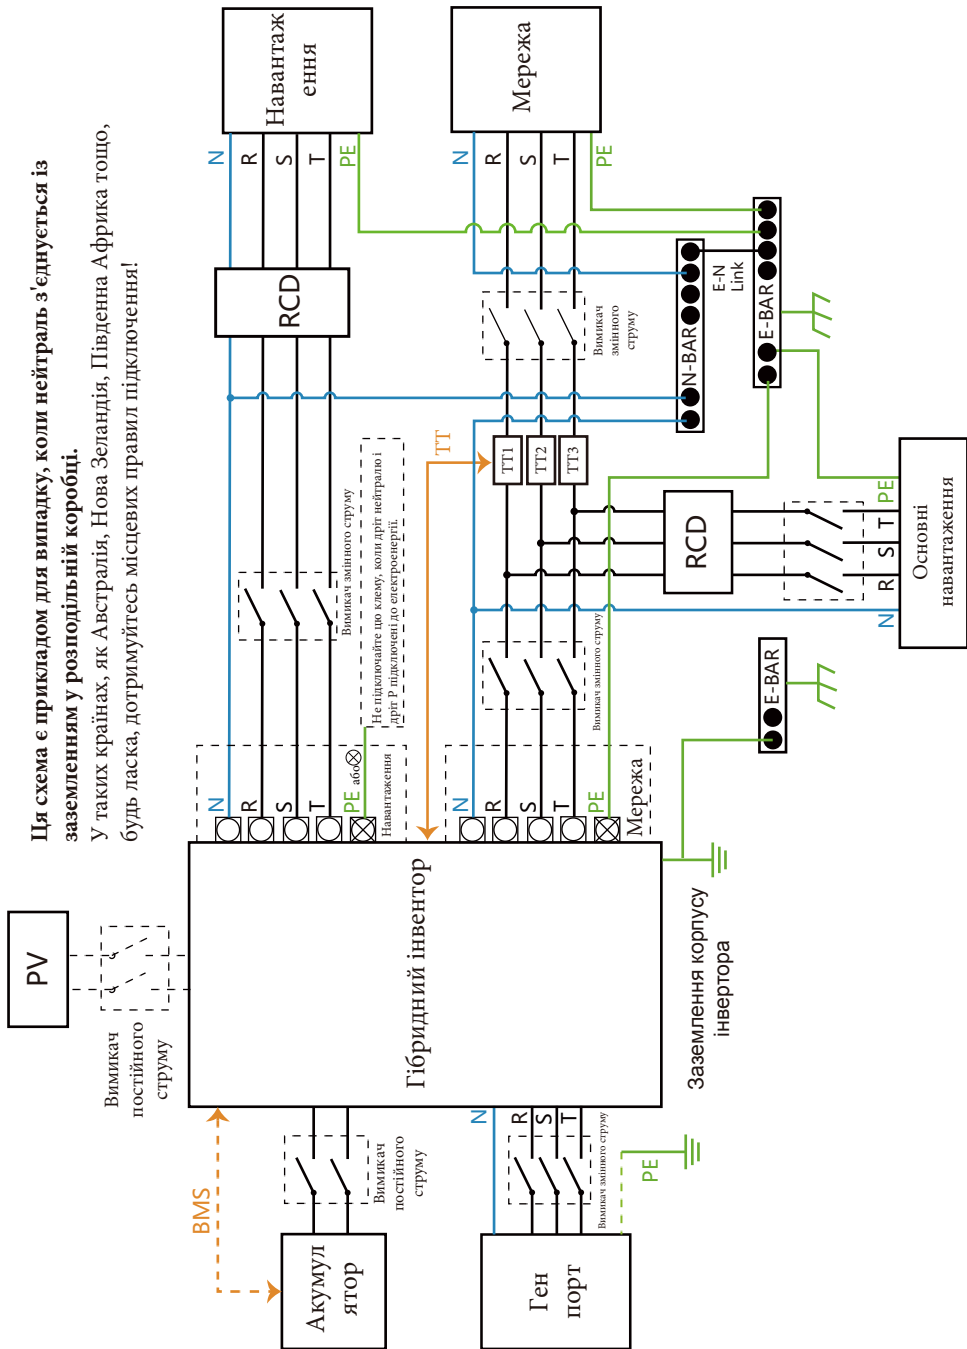 Ця схема є прикладом для випадку, коли нейтраль з'єднується із
заземленням у розподільній коробці.
У таких країнах, як Австралія, Нова Зеландія, Південна Африка тощо,
будь ласка, дотримуйтесь місцевих правил підключення!
PV
Вимикач
постійного
струму
BMS
Акумул
ятор
Вимикач
постійного
струму
Ген
порт
N
R
S
T
PE
Вимикач змінного струму
Гібридний інвентор
Заземлення корпусу
інвертора
N
R
S
T
PE
або
Навантаження
Не підключайте цю клему, коли дріт нейтралю і
дріт P підключені до електроенергії.
Вимикач змінного струму
RCD
N
R
S
T
PE
Навантаж
ення
N
R
S
T
PE
Мережа
Вимикач змінного струму
TT
TT1
TT2
TT3
Вимикач
змінного
струму
N
R
S
T
PE
Мережа
N-BAR
E-N
Link
E-BAR
RCD
N
R
S
T
PE
Основні
навантаження
E-BAR